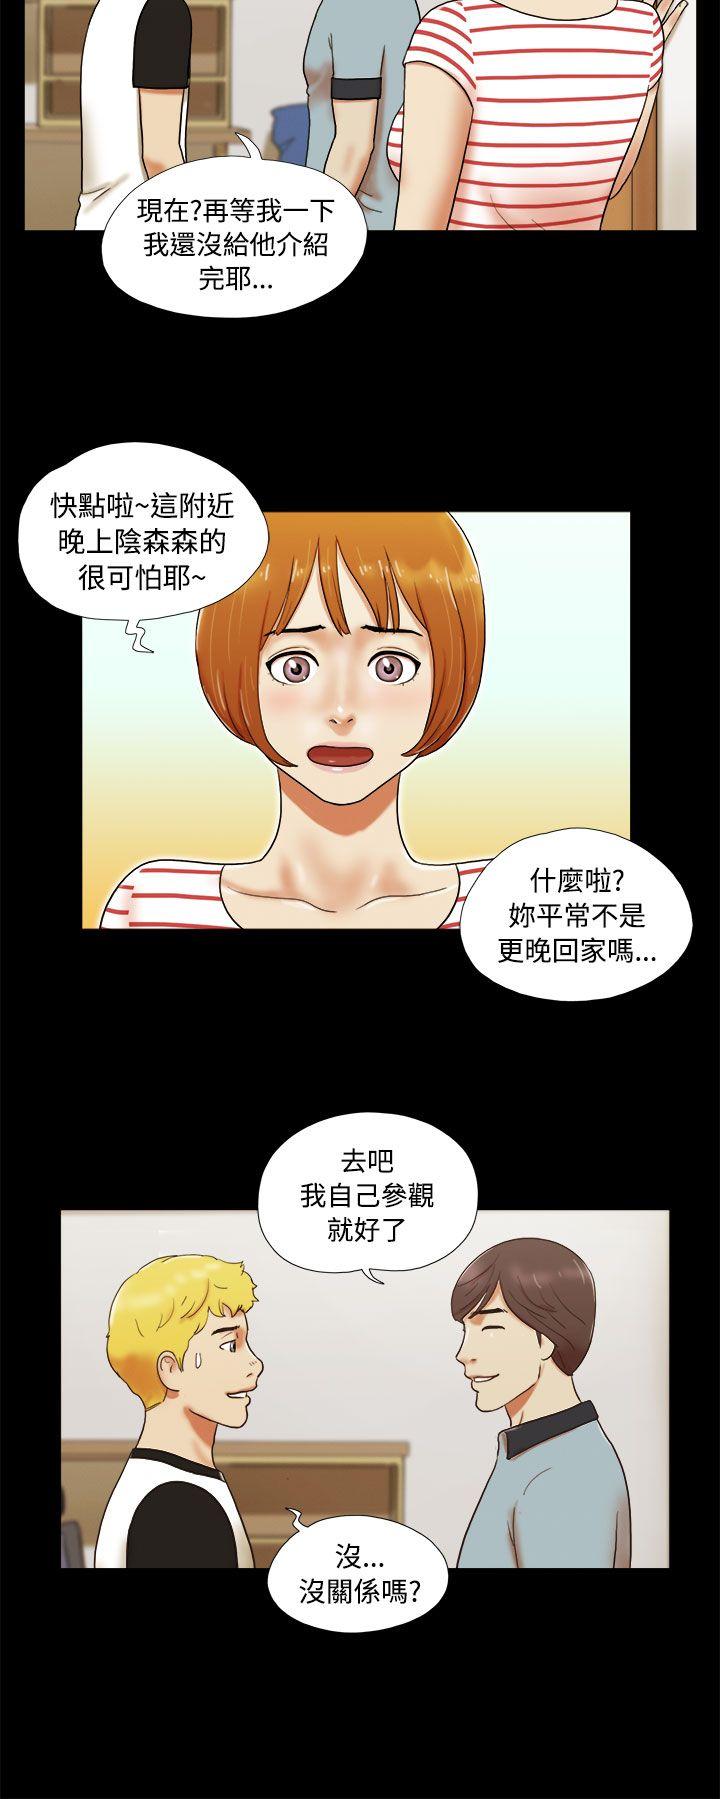 現在?再等我一下
我還沒給他介紹
完耶...
快點啦~這附近
晚上陰森森的
很可怕耶~
什麼啦?
妳平常不是
更晚回家嗎...
去吧
我自己參觀
就好了
沒...
沒關係嗎?